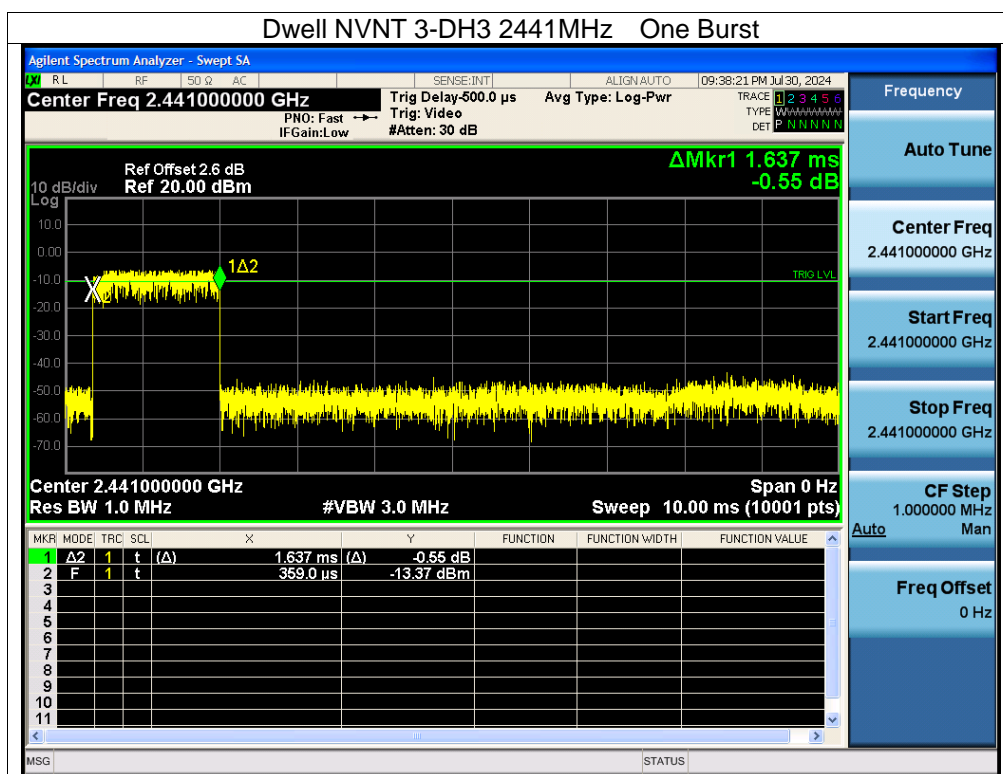 Dwell NVNT 3-DH3 2441MHz One Burst
Agilent Spectrum Analyzer - Swept SA
LXI RL RF 50 Ω AC SENSE:INT ALIGN AUTO 09:38:21 PM Jul 30, 2024
Center Freq 2.441000000 GHz Trig Delay-500.0 µs Avg Type: Log-Pwr TRACE 1 2 3 4 5 6
PNO: Fast Trig: Video TYPE WWWWWWW
IFGain:Low #Atten: 30 dB DET P N N N N N
ΔMkr1 1.637 ms
-0.55 dB
Ref Offset 2.6 dB
10 dB/div Ref 20.00 dBm
Log
10.0
0.00
-10.0
-20.0
-30.0
-40.0
-50.0
-60.0
-70.0
1Δ2
TRIG LVL
Center 2.441000000 GHz Span 0 Hz
Res BW 1.0 MHz #VBW 3.0 MHz Sweep 10.00 ms (10001 pts)
MKR MODE TRC SCL X Y FUNCTION FUNCTION WIDTH FUNCTION VALUE
1 Δ2 1 t (Δ) 1.637 ms (Δ) -0.55 dB
2 F 1 t 359.0 µs -13.37 dBm
3
4
5
6
7
8
9
10
11
MSG STATUS
Frequency
Auto Tune
Center Freq
2.441000000 GHz
Start Freq
2.441000000 GHz
Stop Freq
2.441000000 GHz
CF Step
1.000000 MHz
Auto Man
Freq Offset
0 Hz